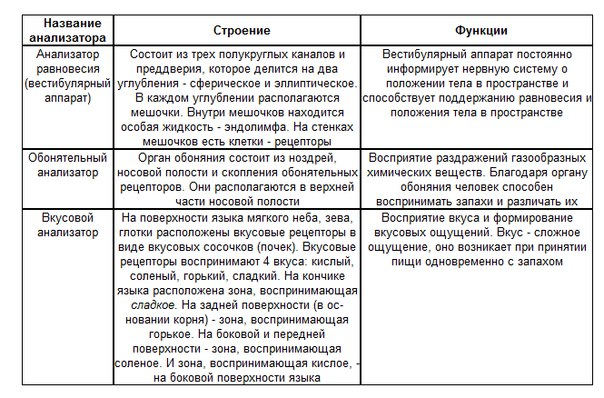 Название
анализатора
Строение
Функции
Анализатор
равновесия
(вестибулярный
аппарат)
Состоит из трех полукруглых каналов и
преддверия, которое делится на два
углубления - сферическое и эллиптическое.
В каждом углублении располагаются
мешочки. Внутри мешочков находится
особая жидкость - эндолимфа. На стенках
мешочков есть клетки - рецепторы
Вестибулярный аппарат постоянно
информирует нервную систему о
положении тела в пространстве и
способствует поддержанию равновесия и
положения тела в пространстве
Обонятельный
анализатор
Орган обоняния состоит из ноздрей,
носовой полости и скопления обонятельных
рецепторов. Они располагаются в верхней
части носовой полости
Восприятие раздражений газообразных
химических веществ. Благодаря органу
обоняния человек способен
воспринимать запахи и различать их
Вкусовой
анализатор
На поверхности языка мягкого неба, зева,
глотки расположены вкусовые рецепторы в
виде вкусовых сосочков (почек). Вкусовые
рецепторы воспринимают 4 вкуса: кислый,
соленый, горький, сладкий. На кончике
языка расположена зона, воспринимающая
сладкое. На задней поверхности (в ос-
новании корня) - зона, воспринимающая
горькое. На боковой и передней
поверхности - зона, воспринимающая
соленое. И зона, воспринимающая кислое, -
на боковой поверхности языка
Восприятие вкуса и формирование
вкусовых ощущений. Вкус - сложное
ощущение, оно возникает при принятии
пищи одновременно с запахом